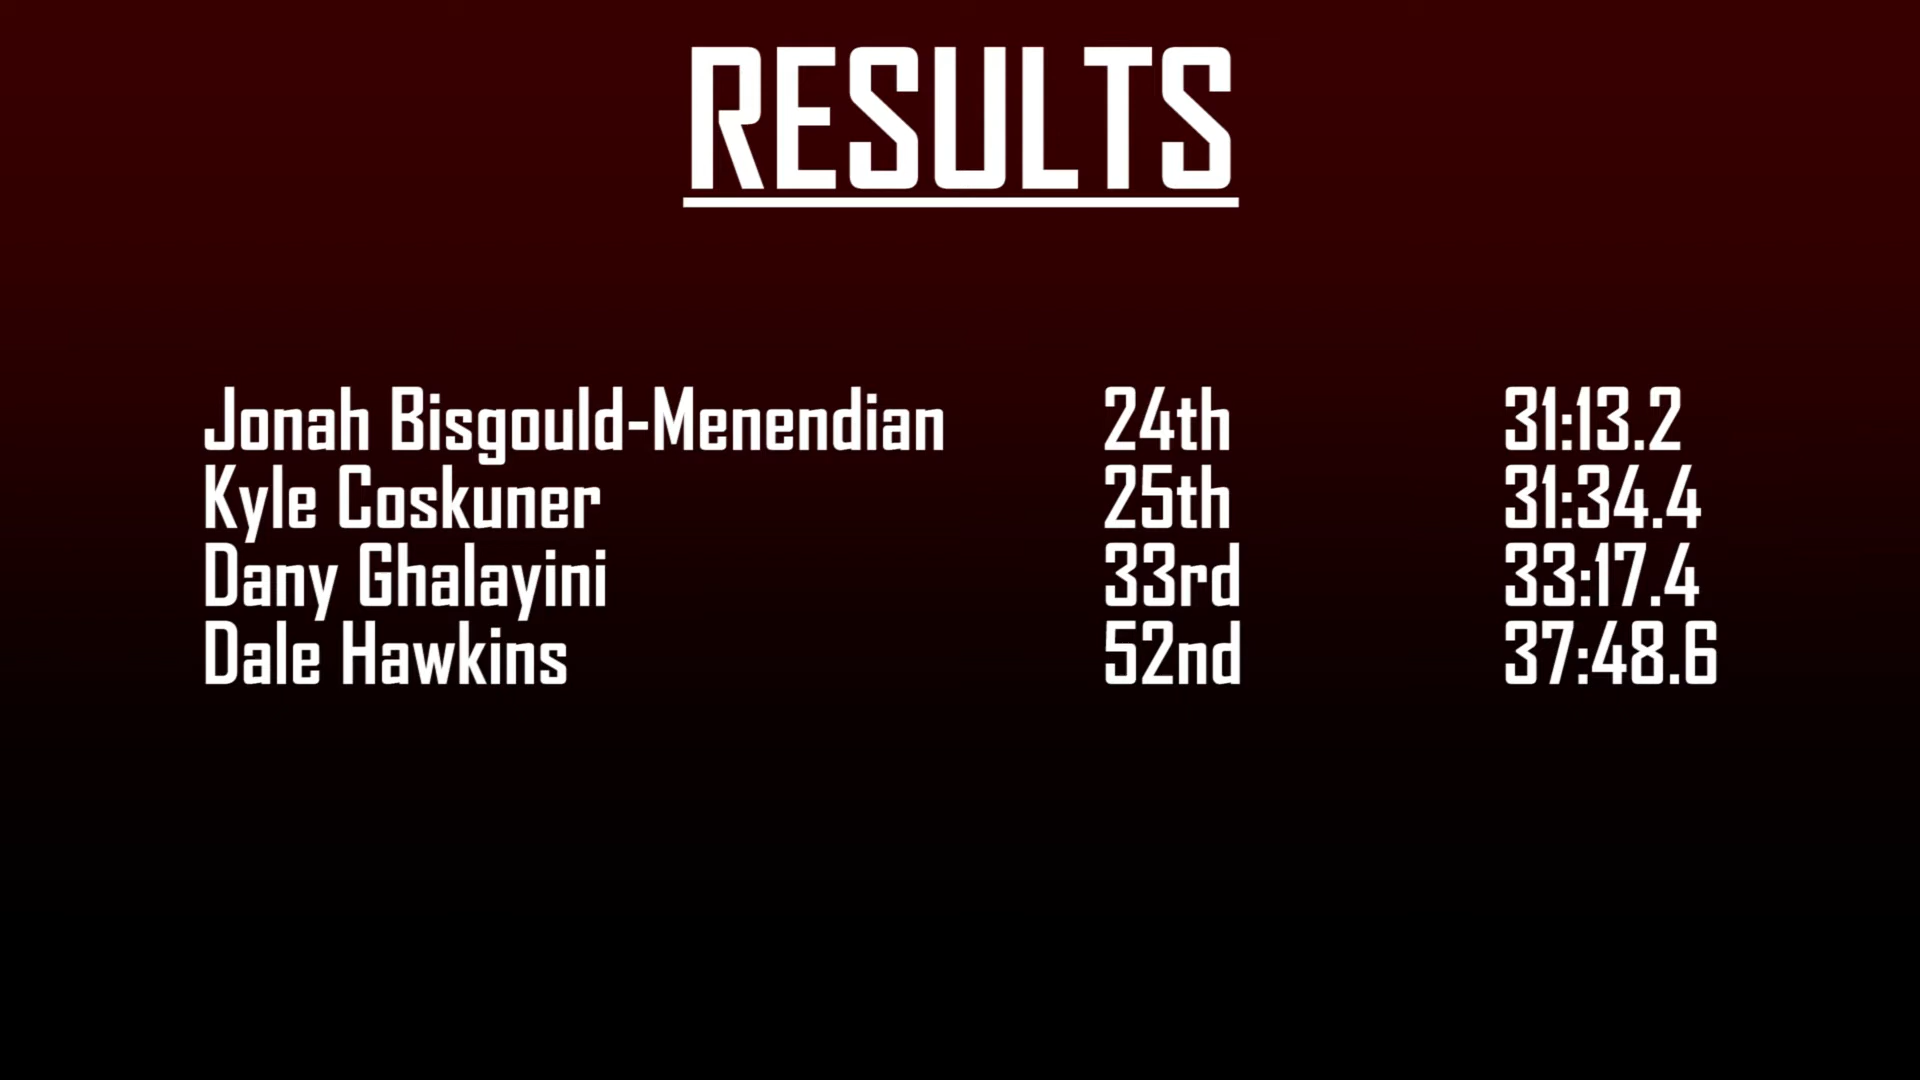 RESULTS
Jonah Bisgould-Menendian 24th 31:13.2
Kyle Coskuner 25th 31:34.4
Dany Ghalayini 33rd 33:17.4
Dale Hawkins 52nd 37:48.6